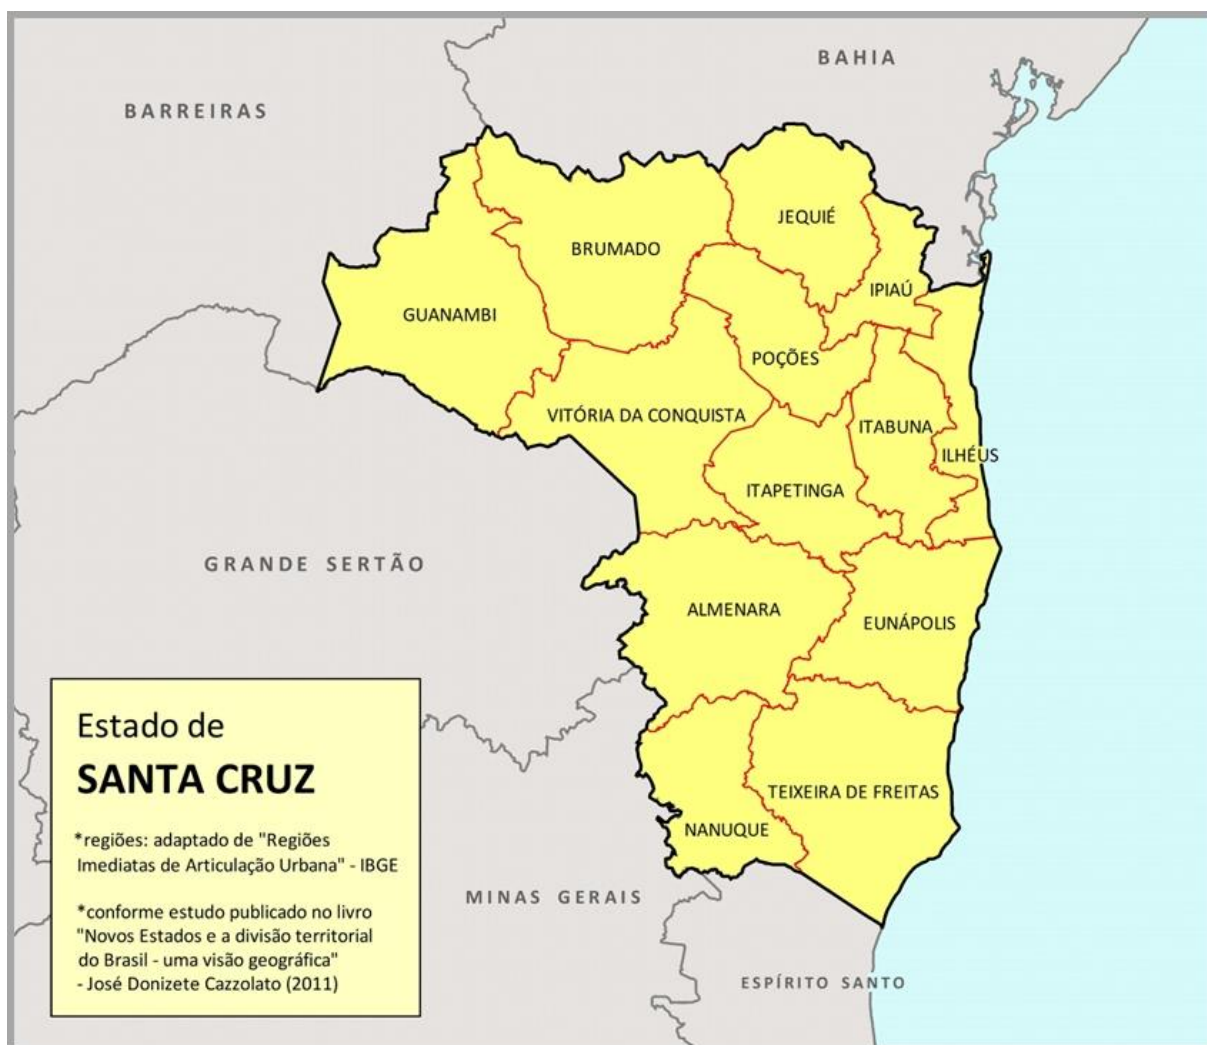 BAHIA
BARREIRAS
JEQUIÉ
BRUMADO
IPIAÚ
GUANAMBI
POÇÕES
VITÓRIA DA CONQUISTA
ITABUNA
ILHÉUS
ITAPETINGA
GRANDE SERTÃO
ALMENARA
EUNÁPOLIS
TEIXEIRA DE FREITAS
NANUQUE
MINAS GERAIS
ESPÍRITO SANTO
Estado de
SANTA CRUZ
*regiões: adaptado de "Regiões
Imediatas de Articulação Urbana" - IBGE
*conforme estudo publicado no livro
"Novos Estados e a divisão territorial
do Brasil - uma visão geográfica"
- José Donizete Cazzolato (2011)